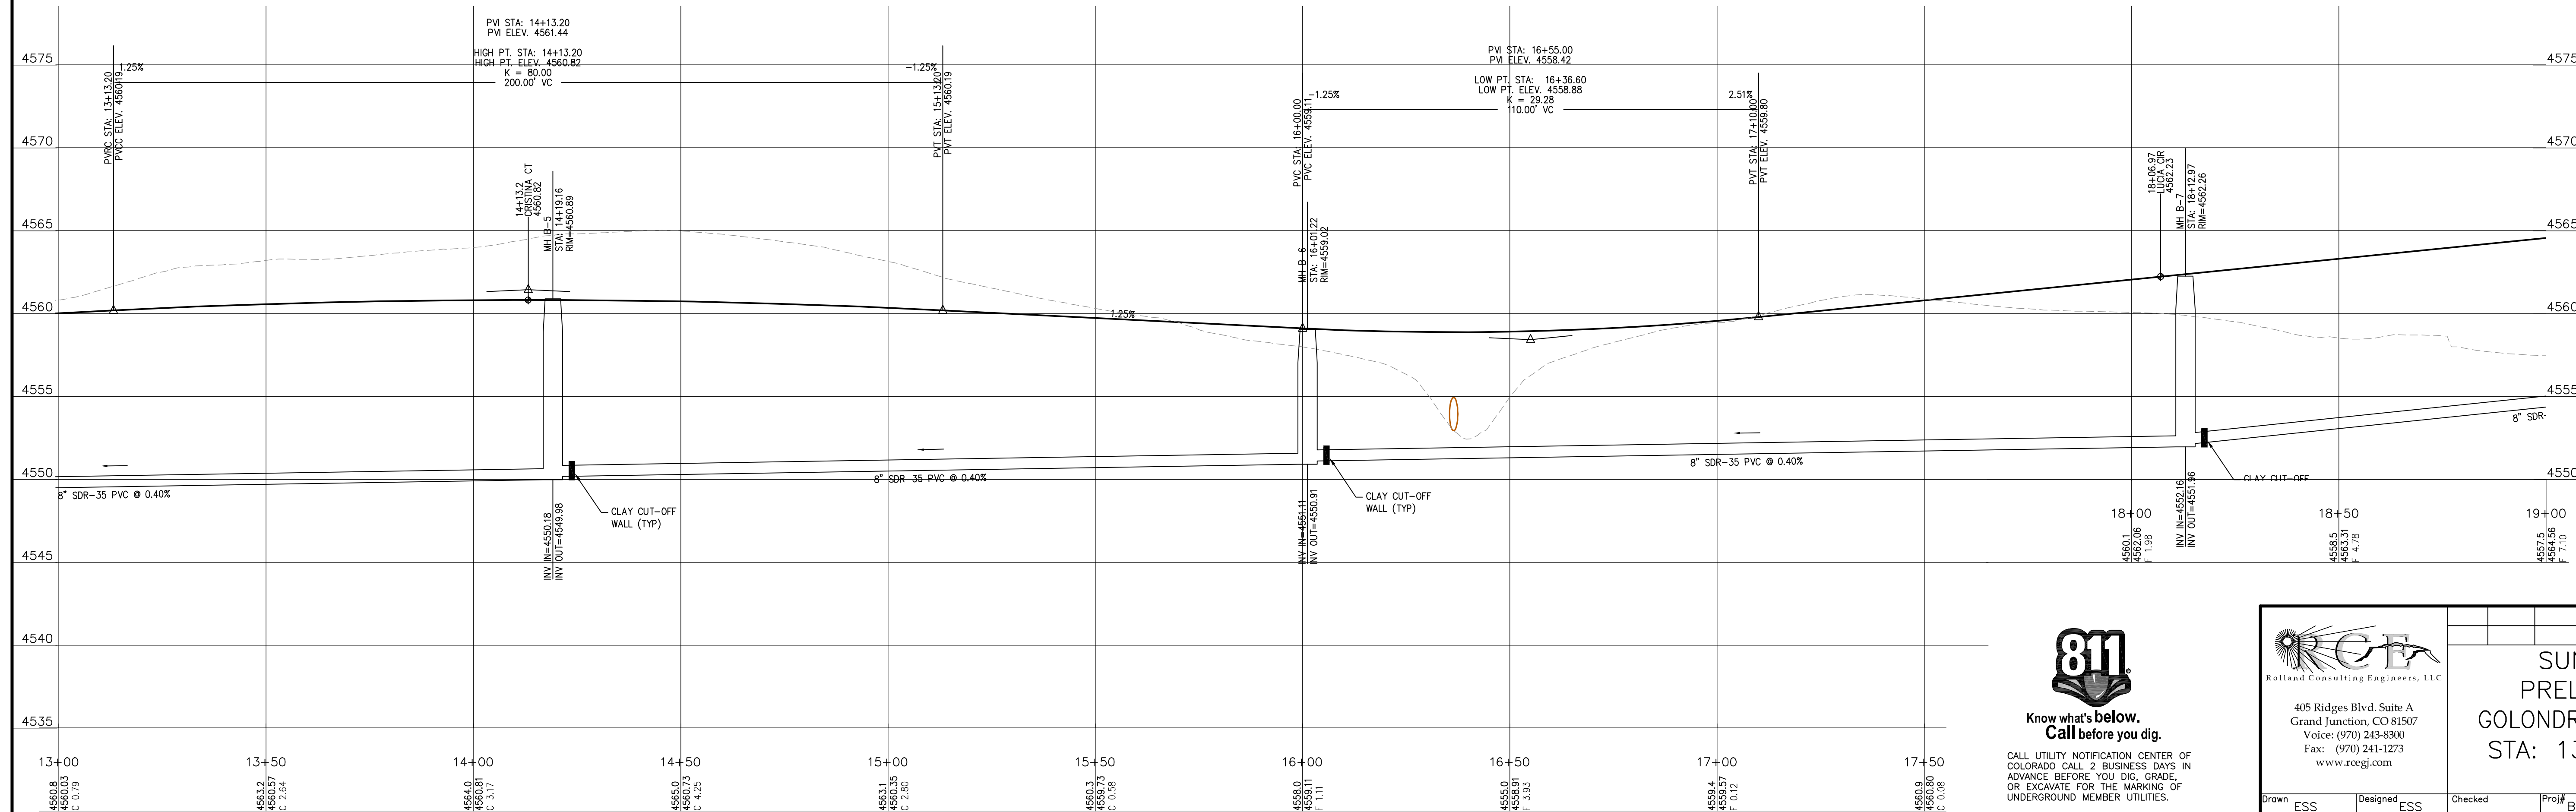 PVI STA: 14+13.20
PVI ELEV. 4561.44
HIGH PT. STA: 14+13.20
HIGH PT. ELEV. 4560.82
K = 80.00
200.00' VC
1.25%
-1.25%
PVRC STA: 13+13.20
PVCC ELEV. 4560.19
PVT STA: 15+13.20
PVT ELEV. 4560.19
PVI STA: 16+55.00
PVI ELEV. 4558.42
LOW PT. STA: 16+36.60
LOW PT. ELEV. 4558.88
K = 29.28
110.00' VC
-1.25%
2.51%
PVC STA: 16+00.00
PVC ELEV. 4559.11
PVT STA: 17+10.00
PVT ELEV. 4559.80
4575
4570
4565
4560
4555
4550
4545
4540
4535
4575
4570
4565
4560
4555
4550
14+13.2
CRISTINA CT
4560.82
MH B-5
STA: 14+19.16
RIM=4560.89
MH B-6
STA: 16+01.22
RIM=4559.02
18+06.97
LUCIA CIR
4562.23
MH B-7
STA: 18+12.97
RIM=4562.26
1.25%
8" SDR-35 PVC @ 0.40%
8" SDR-35 PVC @ 0.40%
8" SDR-35 PVC @ 0.40%
8" SDR-
CLAY CUT-OFF
WALL (TYP)
CLAY CUT-OFF
WALL (TYP)
CLAY CUT-OFF
INV IN=4550.18
INV OUT=4549.98
INV IN=4551.11
INV OUT=4550.91
INV IN=4552.16
INV OUT=4551.96
18+00
18+50
19+00
4560.1
4562.06
F 1.98
4558.5
4563.31
F 4.78
4557.5
4564.56
F 7.10
13+00
13+50
14+00
14+50
15+00
15+50
16+00
16+50
17+00
17+50
4560.8
4560.03
C 0.79
4563.2
4560.57
C 2.64
4564.0
4560.81
C 3.17
4565.0
4560.73
C 4.25
4563.1
4560.35
C 2.80
4560.3
4559.73
C 0.58
4558.0
4559.11
F 1.11
4555.0
4558.91
F 3.93
4559.4
4559.57
F 0.12
4560.9
4560.80
C 0.08
811
Know what's below.
Call before you dig.
CALL UTILITY NOTIFICATION CENTER OF
COLORADO CALL 2 BUSINESS DAYS IN
ADVANCE BEFORE YOU DIG, GRADE,
OR EXCAVATE FOR THE MARKING OF
UNDERGROUND MEMBER UTILITIES.
RCE
Rolland Consulting Engineers, LLC
405 Ridges Blvd. Suite A
Grand Junction, CO 81507
Voice: (970) 243-8300
Fax: (970) 241-1273
www.rcegj.com
SUN
PREL
GOLONDR
STA: 13
Drawn
ESS
Designed
ESS
Checked
Proj#